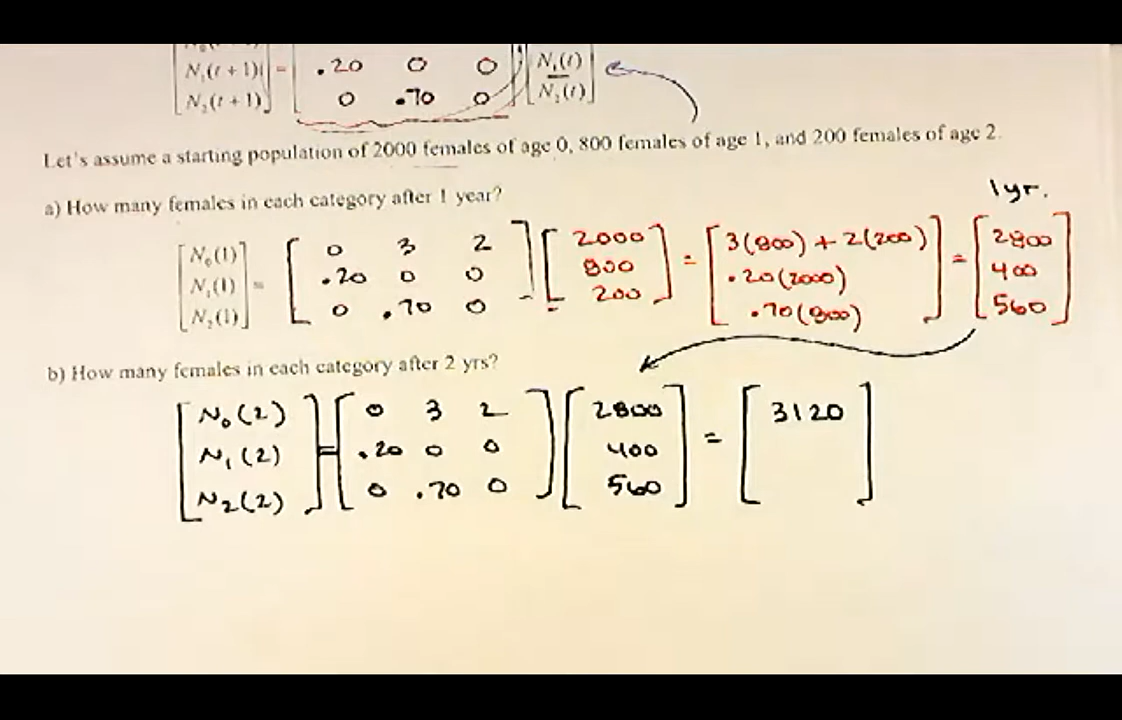 N₁(t + 1) = .20 0 0 N₁(t)
N₂(t + 1) 0 .70 0 N₂(t)
Let's assume a starting population of 2000 females of age 0, 800 females of age 1, and 200 females of age 2.
a) How many females in each category after 1 year?
1yr.
N₀(1) 0 3 2 2000 3(800) + 2(200) 2800
N₁(1) = .20 0 0 800 = .20(2000) = 400
N₂(1) 0 .70 0 200 .70(800) 560
b) How many females in each category after 2 yrs?
N₀(2) 0 3 2 2800 3120
N₁(2) = .20 0 0 400 =
N₂(2) 0 .70 0 560